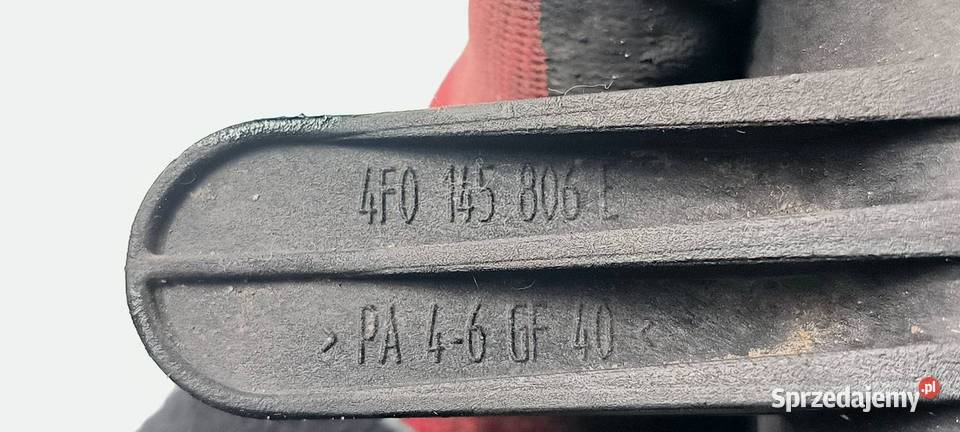 4F0 145 806 E
> PA 4-6 GF 40 <
Sprzedajemy.pl